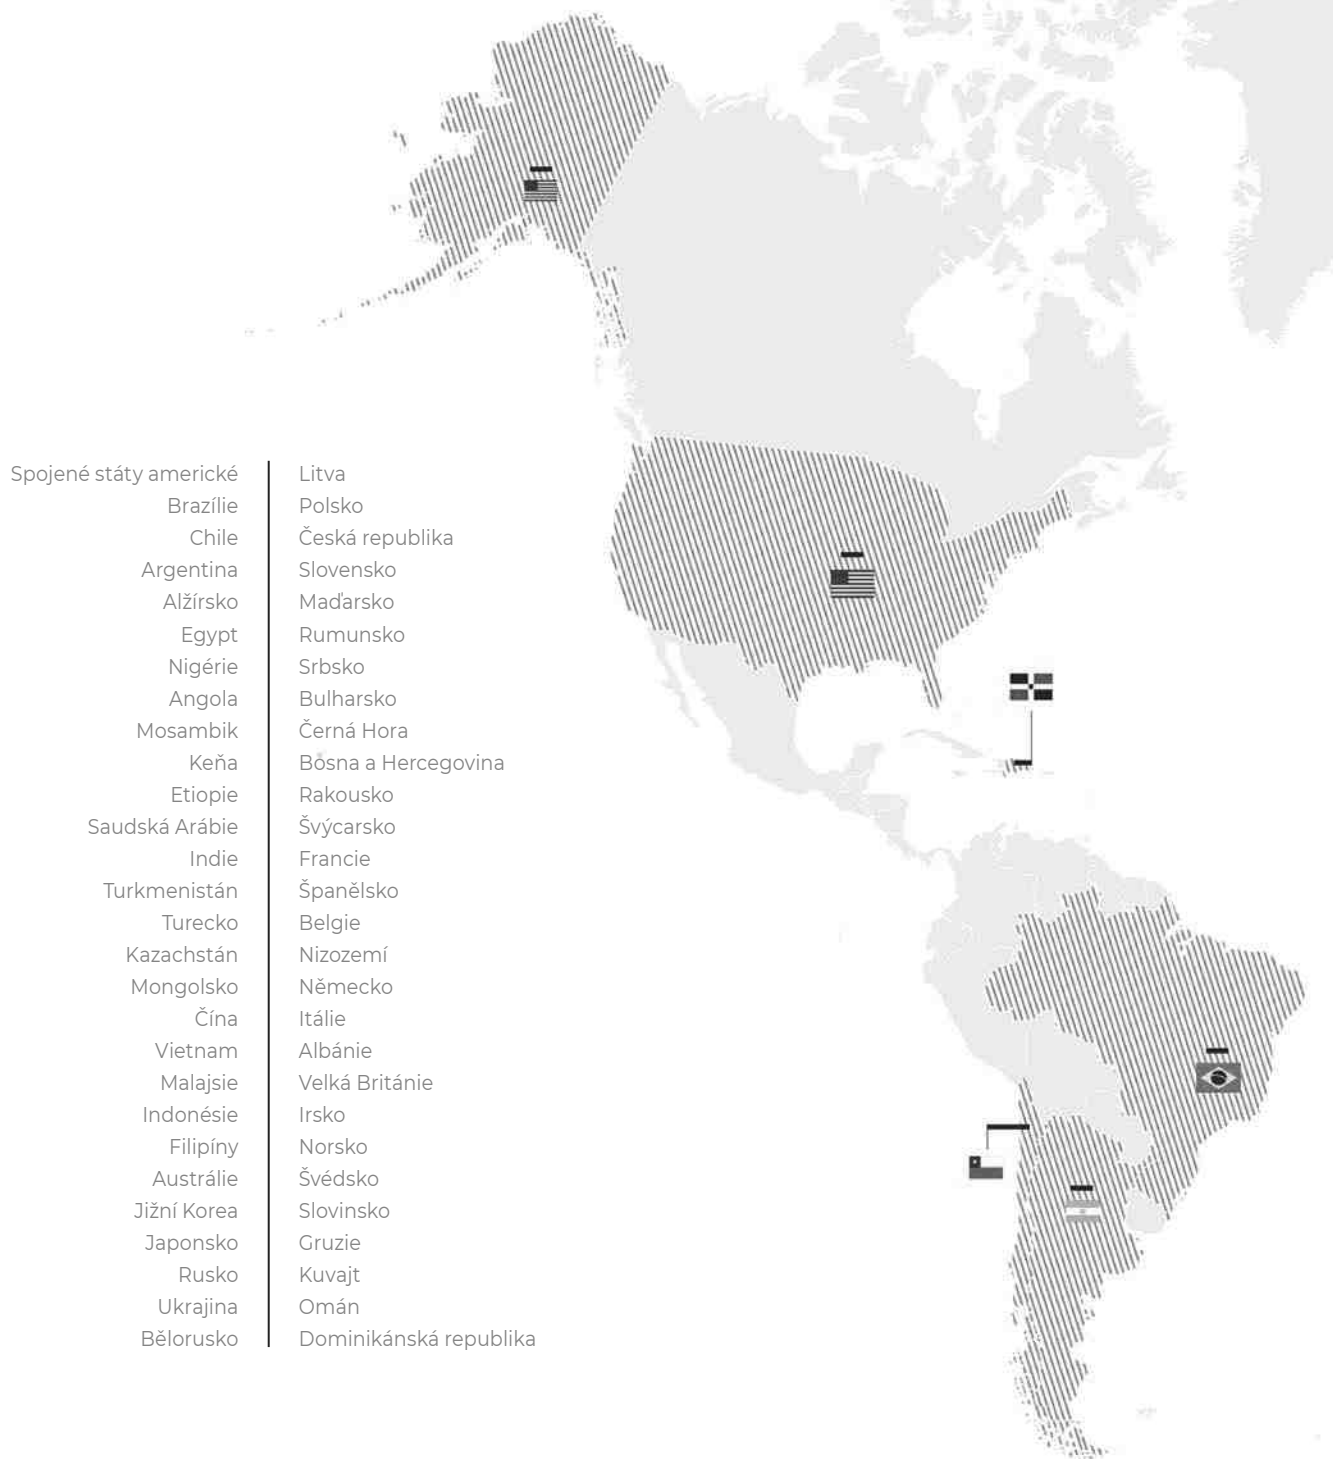 Spojené státy americké
Brazílie
Chile
Argentina
Alžírsko
Egypt
Nigérie
Angola
Mosambik
Keňa
Etiopie
Saudská Arábie
Indie
Turkmenistán
Turecko
Kazachstán
Mongolsko
Čína
Vietnam
Malajsie
Indonésie
Filipíny
Austrálie
Jižní Korea
Japonsko
Rusko
Ukrajina
Bělorusko
Litva
Polsko
Česká republika
Slovensko
Maďarsko
Rumunsko
Srbsko
Bulharsko
Černá Hora
Bosna a Hercegovina
Rakousko
Švýcarsko
Francie
Španělsko
Belgie
Nizozemí
Německo
Itálie
Albánie
Velká Británie
Irsko
Norsko
Švédsko
Slovinsko
Gruzie
Kuvajt
Omán
Dominikánská republika